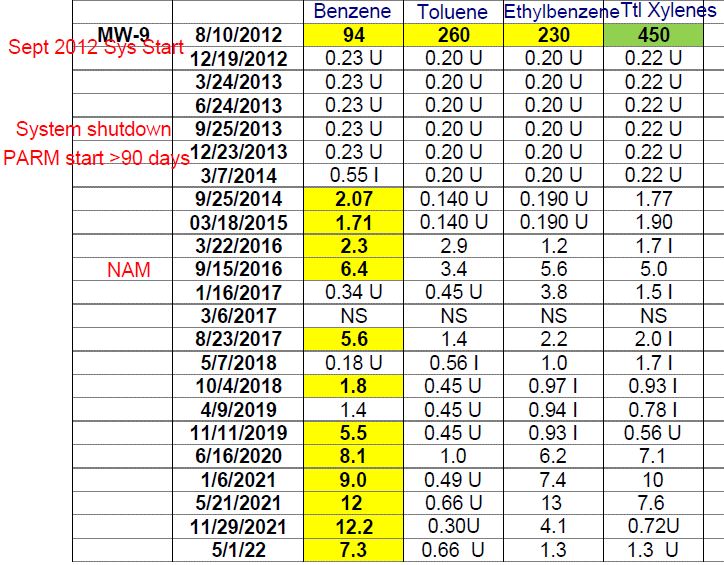 Benzene Toluene Ethylbenzene Ttl Xylenes
MW-9 8/10/2012 94 260 230 450
Sept 2012 Sys Start
12/19/2012 0.23 U 0.20 U 0.20 U 0.22 U
3/24/2013 0.23 U 0.20 U 0.20 U 0.22 U
6/24/2013 0.23 U 0.20 U 0.20 U 0.22 U
System shutdown 9/25/2013 0.23 U 0.20 U 0.20 U 0.22 U
PARM start >90 days 12/23/2013 0.23 U 0.20 U 0.20 U 0.22 U
3/7/2014 0.55 I 0.20 U 0.20 U 0.22 U
9/25/2014 2.07 0.140 U 0.190 U 1.77
03/18/2015 1.71 0.140 U 0.190 U 1.90
3/22/2016 2.3 2.9 1.2 1.7 I
NAM 9/15/2016 6.4 3.4 5.6 5.0
1/16/2017 0.34 U 0.45 U 3.8 1.5 I
3/6/2017 NS NS NS NS
8/23/2017 5.6 1.4 2.2 2.0 I
5/7/2018 0.18 U 0.56 I 1.0 1.7 I
10/4/2018 1.8 0.45 U 0.97 I 0.93 I
4/9/2019 1.4 0.45 U 0.94 I 0.78 I
11/11/2019 5.5 0.45 U 0.93 I 0.56 U
6/16/2020 8.1 1.0 6.2 7.1
1/6/2021 9.0 0.49 U 7.4 10
5/21/2021 12 0.66 U 13 7.6
11/29/2021 12.2 0.30U 4.1 0.72U
5/1/22 7.3 0.66 U 1.3 1.3 U